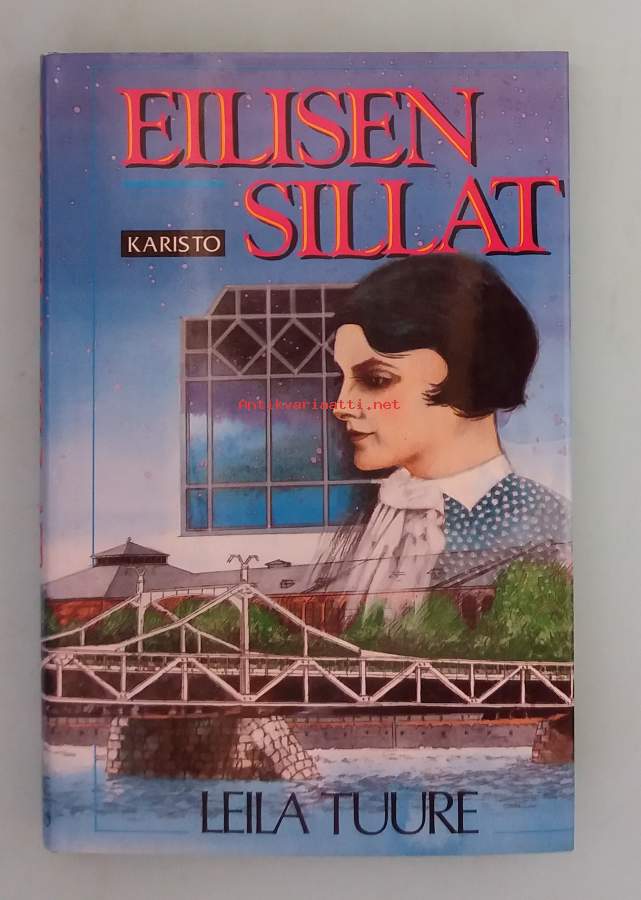 EILISEN
SILLAT
KARISTO
Antikvariaatti.net
LEILA TUURE